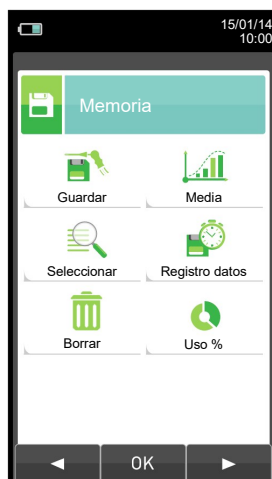 15/01/14
10:00
Memoria
Guardar
Media
Seleccionar
Registro datos
Borrar
Uso %
OK